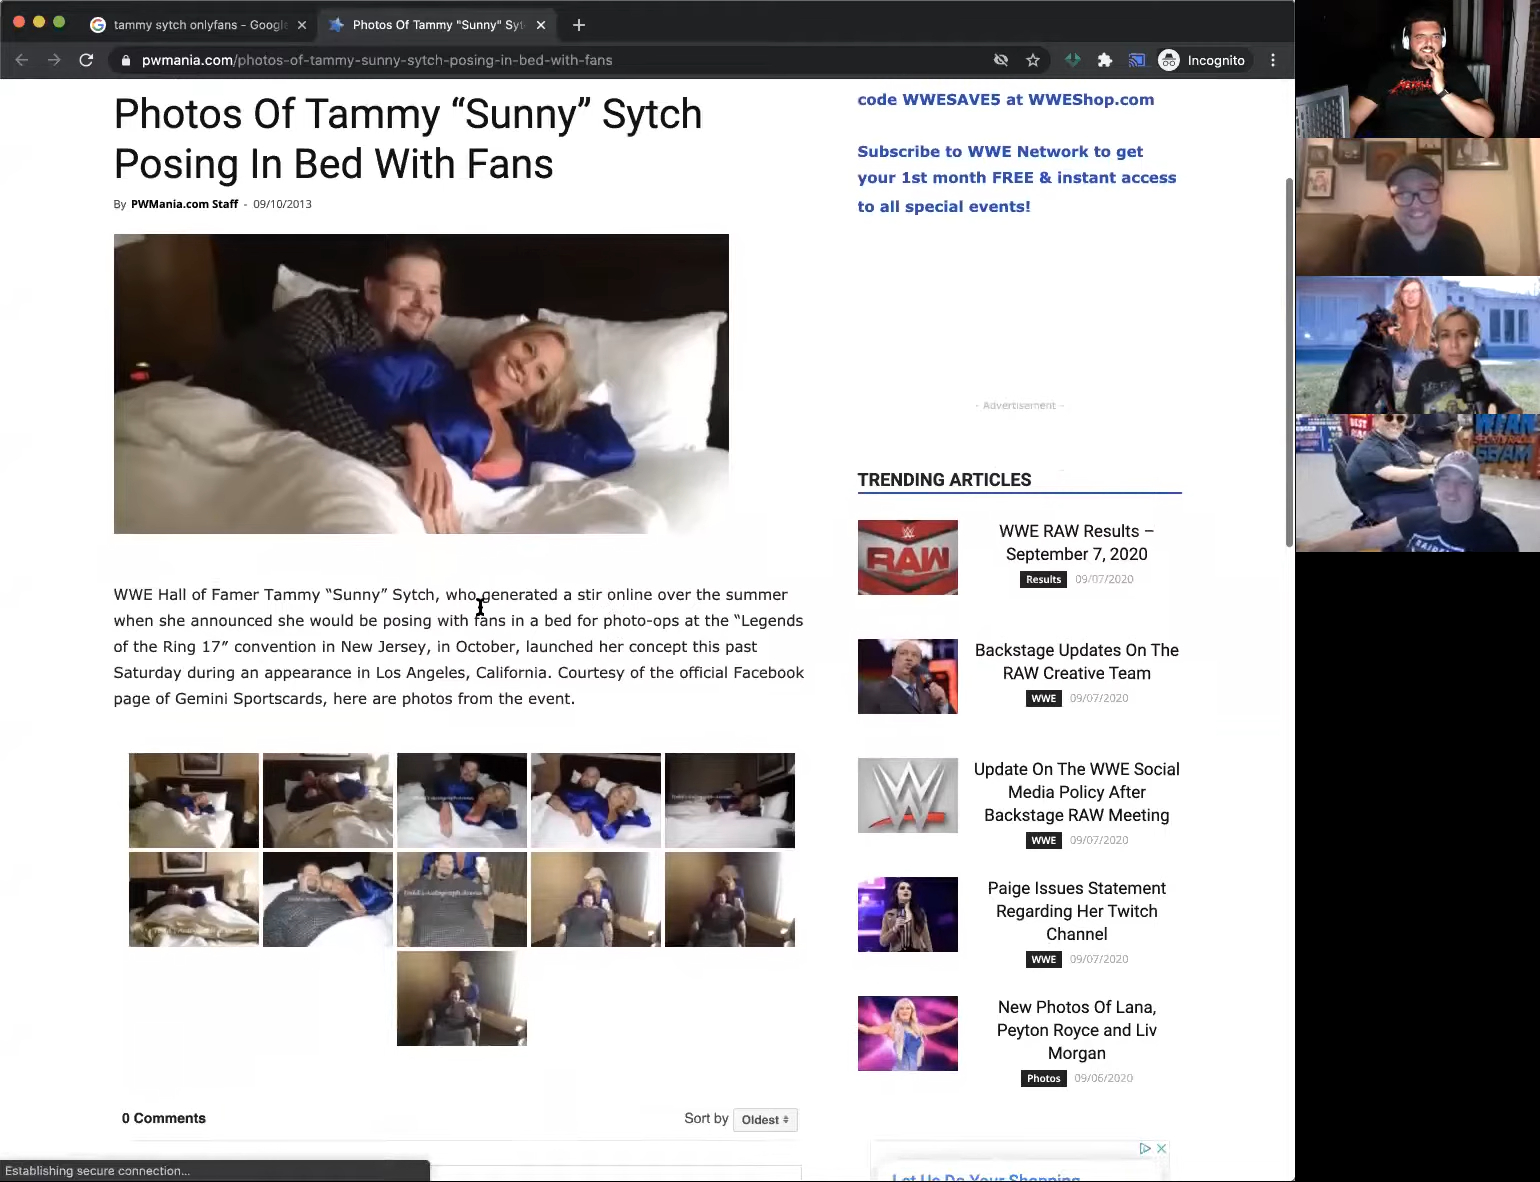 tammy sytch onlyfans - Google
Photos Of Tammy "Sunny" Syt
pwmania.com/photos-of-tammy-sunny-sytch-posing-in-bed-with-fans
Incognito
Photos Of Tammy “Sunny” Sytch
Posing In Bed With Fans
By PWMania.com Staff - 09/10/2013
WWE Hall of Famer Tammy “Sunny” Sytch, who generated a stir online over the summer
when she announced she would be posing with fans in a bed for photo-ops at the “Legends
of the Ring 17” convention in New Jersey, in October, launched her concept this past
Saturday during an appearance in Los Angeles, California. Courtesy of the official Facebook
page of Gemini Sportscards, here are photos from the event.
0 Comments
Sort by Oldest
Establishing secure connection...
code WWESAVE5 at WWEShop.com
Subscribe to WWE Network to get
your 1st month FREE & instant access
to all special events!
- Advertisement -
TRENDING ARTICLES
RAW
WWE RAW Results –
September 7, 2020
Results 09/07/2020
Backstage Updates On The
RAW Creative Team
WWE 09/07/2020
Update On The WWE Social
Media Policy After
Backstage RAW Meeting
WWE 09/07/2020
Paige Issues Statement
Regarding Her Twitch
Channel
WWE 09/07/2020
New Photos Of Lana,
Peyton Royce and Liv
Morgan
Photos 09/06/2020
Let Us Do Your Shopping
WFAN
SPORTS RADIO
66AM